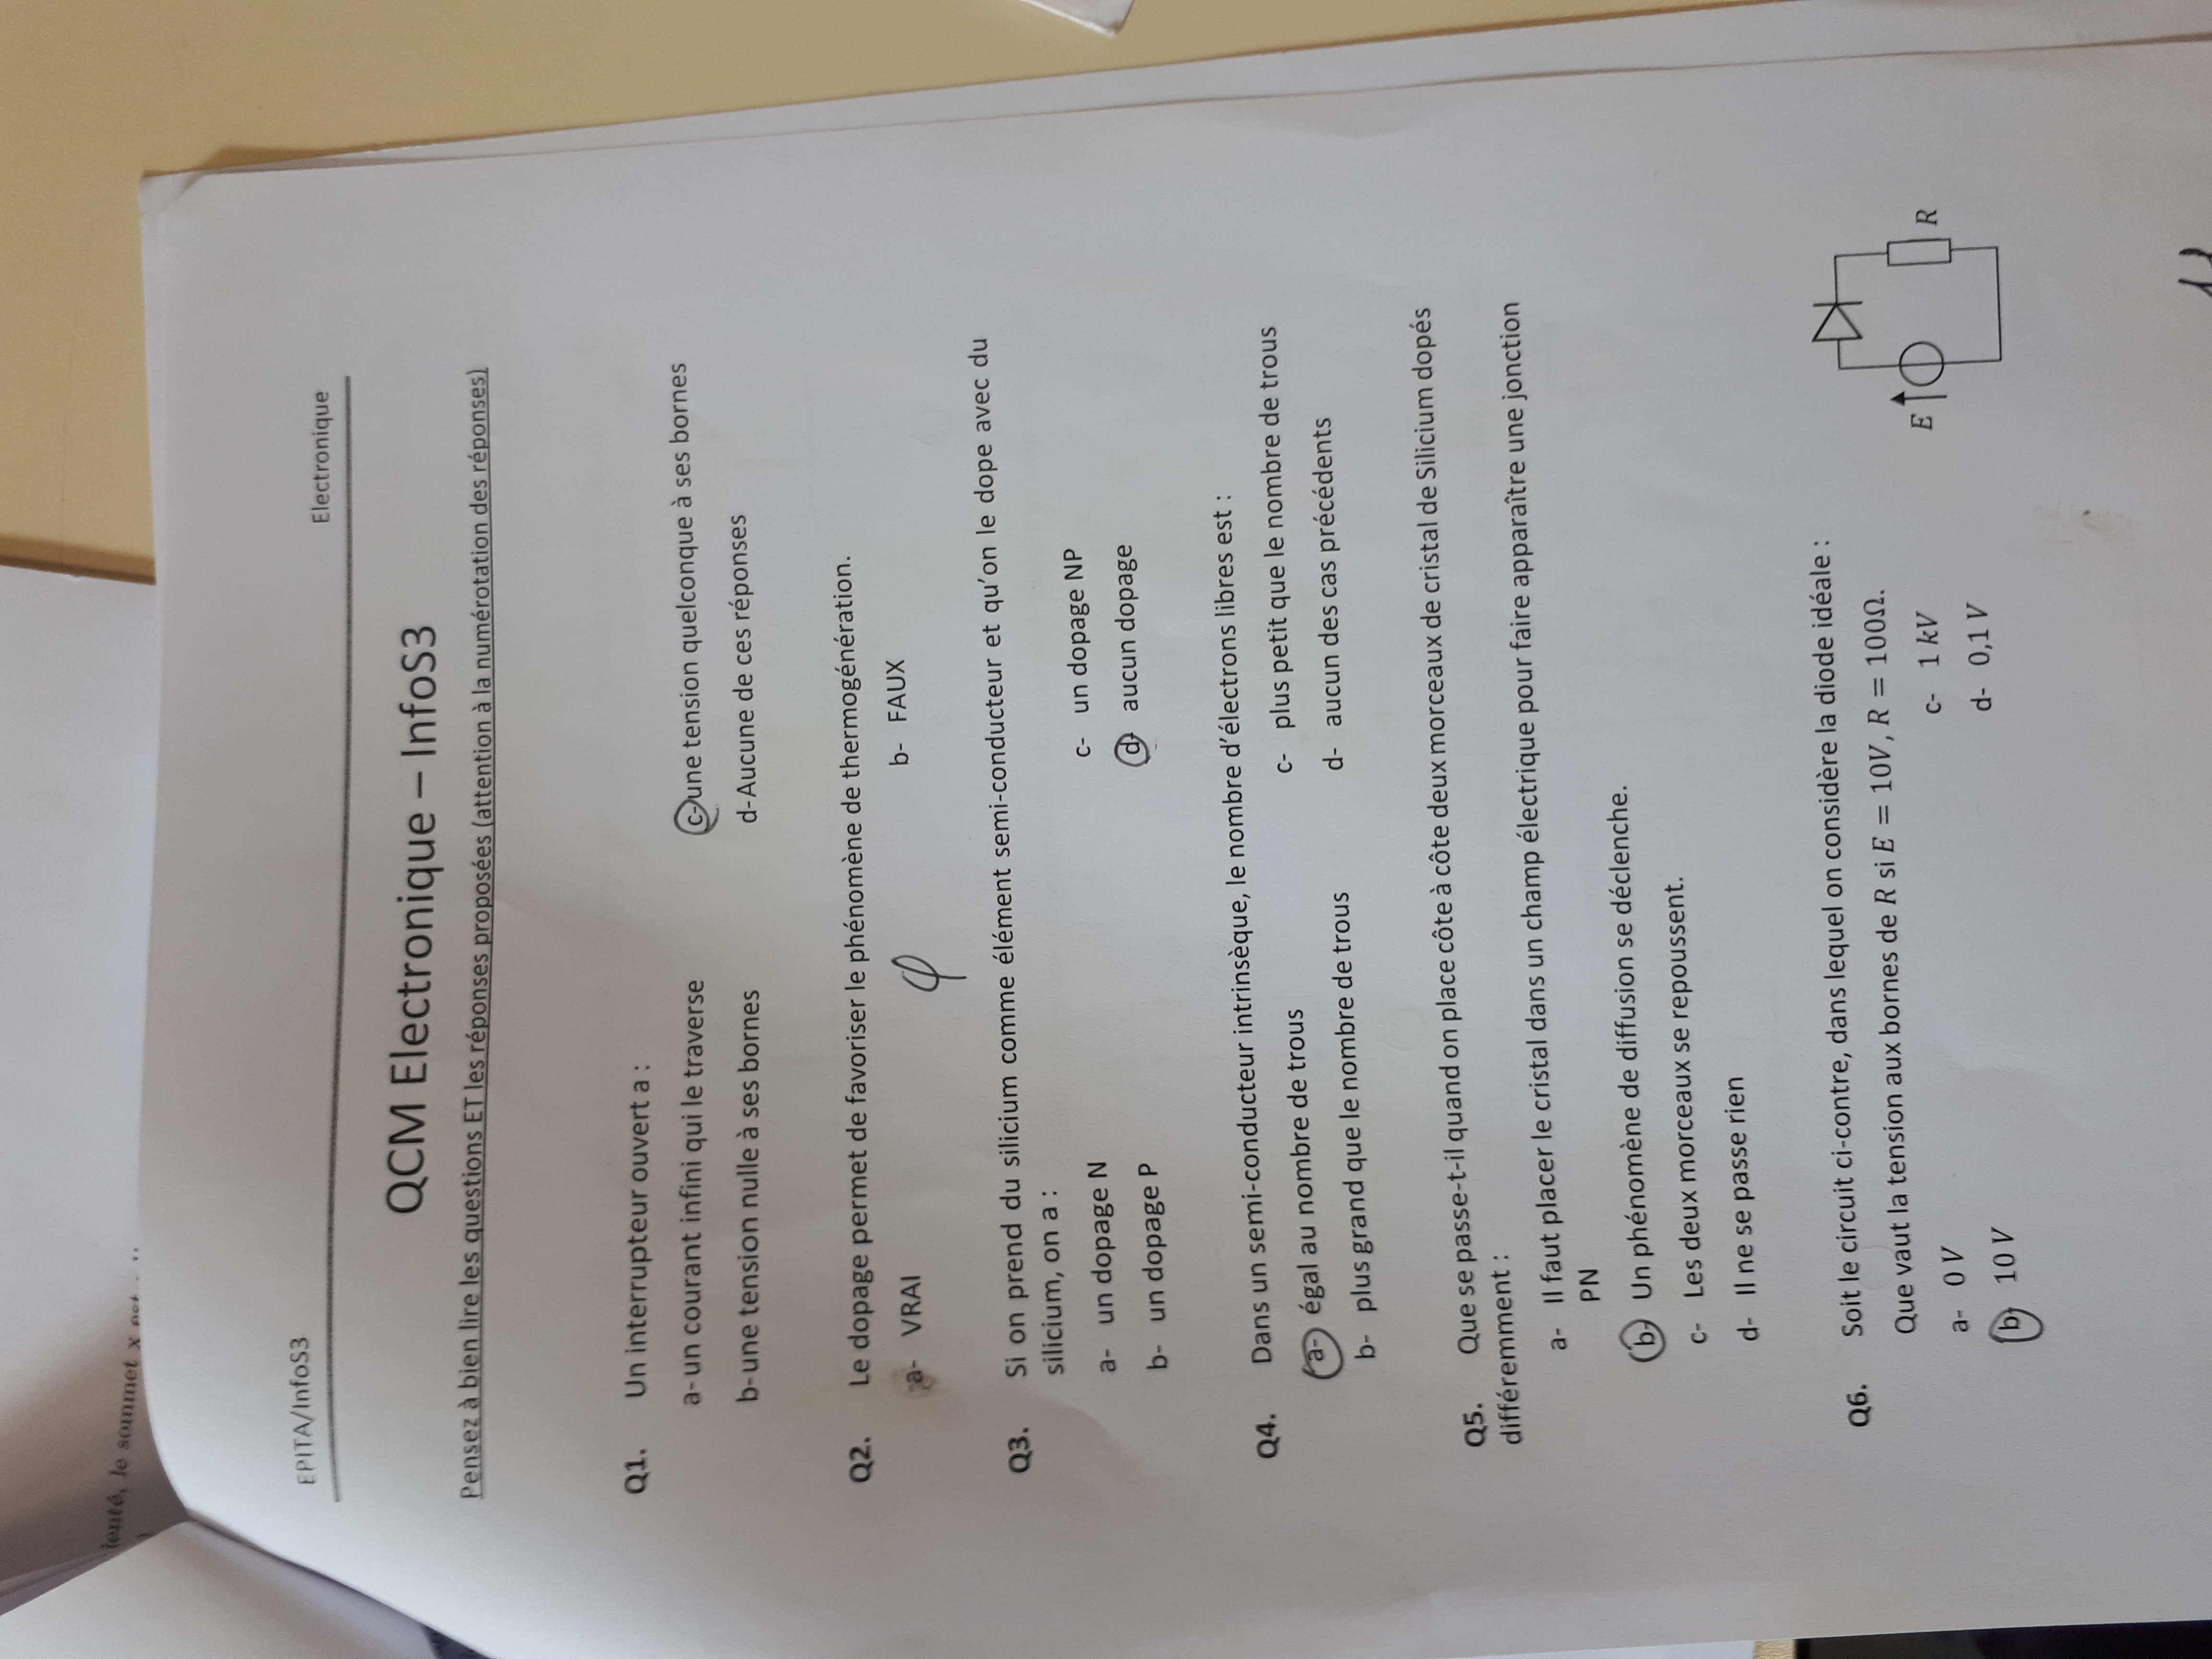 EPITA/InfoS3 Electronique
QCM Electronique – InfoS3
Pensez à bien lire les questions ET les réponses proposées (attention à la numérotation des réponses)
Q1. Un interrupteur ouvert a :
a- un courant infini qui le traverse c- une tension quelconque à ses bornes
b- une tension nulle à ses bornes d- Aucune de ces réponses
Q2. Le dopage permet de favoriser le phénomène de thermogénération.
a- VRAI b- FAUX
Q3. Si on prend du silicium comme élément semi-conducteur et qu'on le dope avec du
silicium, on a :
a- un dopage N c- un dopage NP
b- un dopage P d- aucun dopage
Q4. Dans un semi-conducteur intrinsèque, le nombre d'électrons libres est :
a- égal au nombre de trous c- plus petit que le nombre de trous
b- plus grand que le nombre de trous d- aucun des cas précédents
Q5. Que se passe-t-il quand on place côte à côte deux morceaux de cristal de Silicium dopés
différemment :
a- Il faut placer le cristal dans un champ électrique pour faire apparaître une jonction
PN
b- Un phénomène de diffusion se déclenche.
c- Les deux morceaux se repoussent.
d- Il ne se passe rien
Q6. Soit le circuit ci-contre, dans lequel on considère la diode idéale :
Que vaut la tension aux bornes de R si E = 10V, R = 100Ω.
a- 0 V c- 1 kV
b- 10 V d- 0,1 V
E R
le sommet x